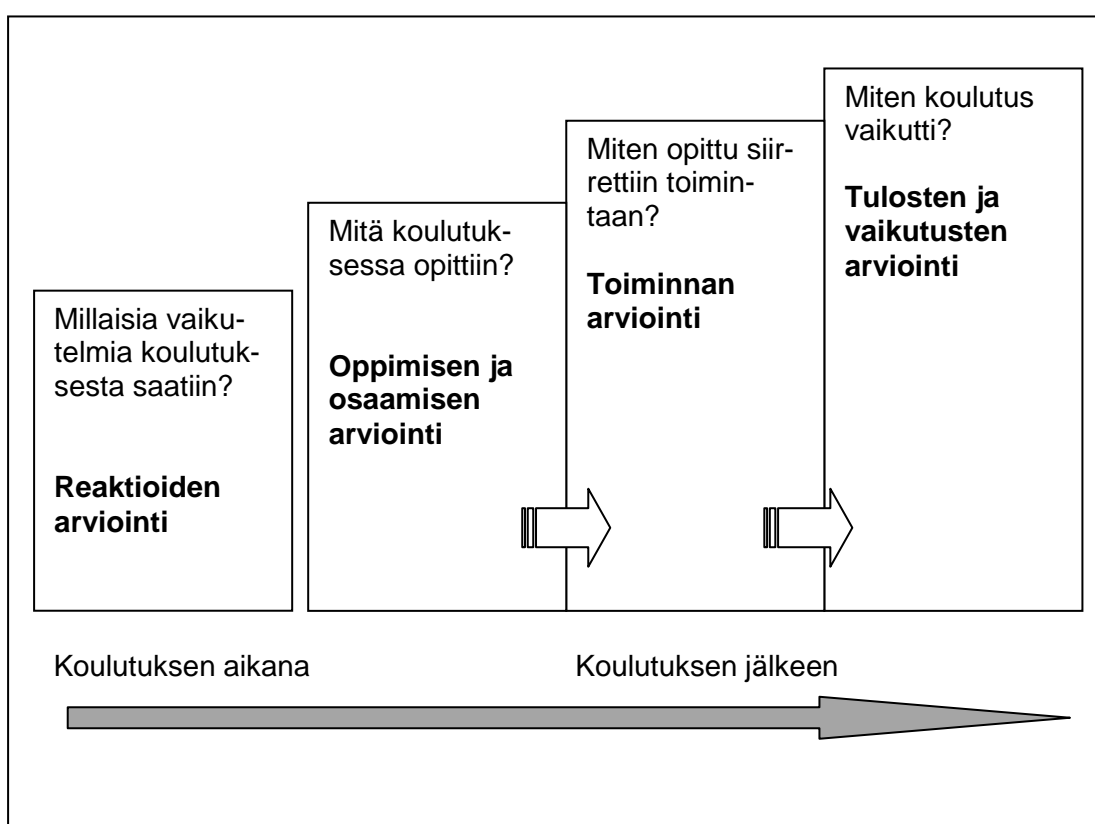 Millaisia vaiku-
telmia koulutuk-
sesta saatiin?
Reaktioiden
arviointi
Mitä koulutuk-
sessa opittiin?
Oppimisen ja
osaamisen
arviointi
Miten opittu siir-
rettiin toimin-
taan?
Toiminnan
arviointi
Miten koulutus
vaikutti?
Tulosten ja
vaikutusten
arviointi
Koulutuksen aikana
Koulutuksen jälkeen